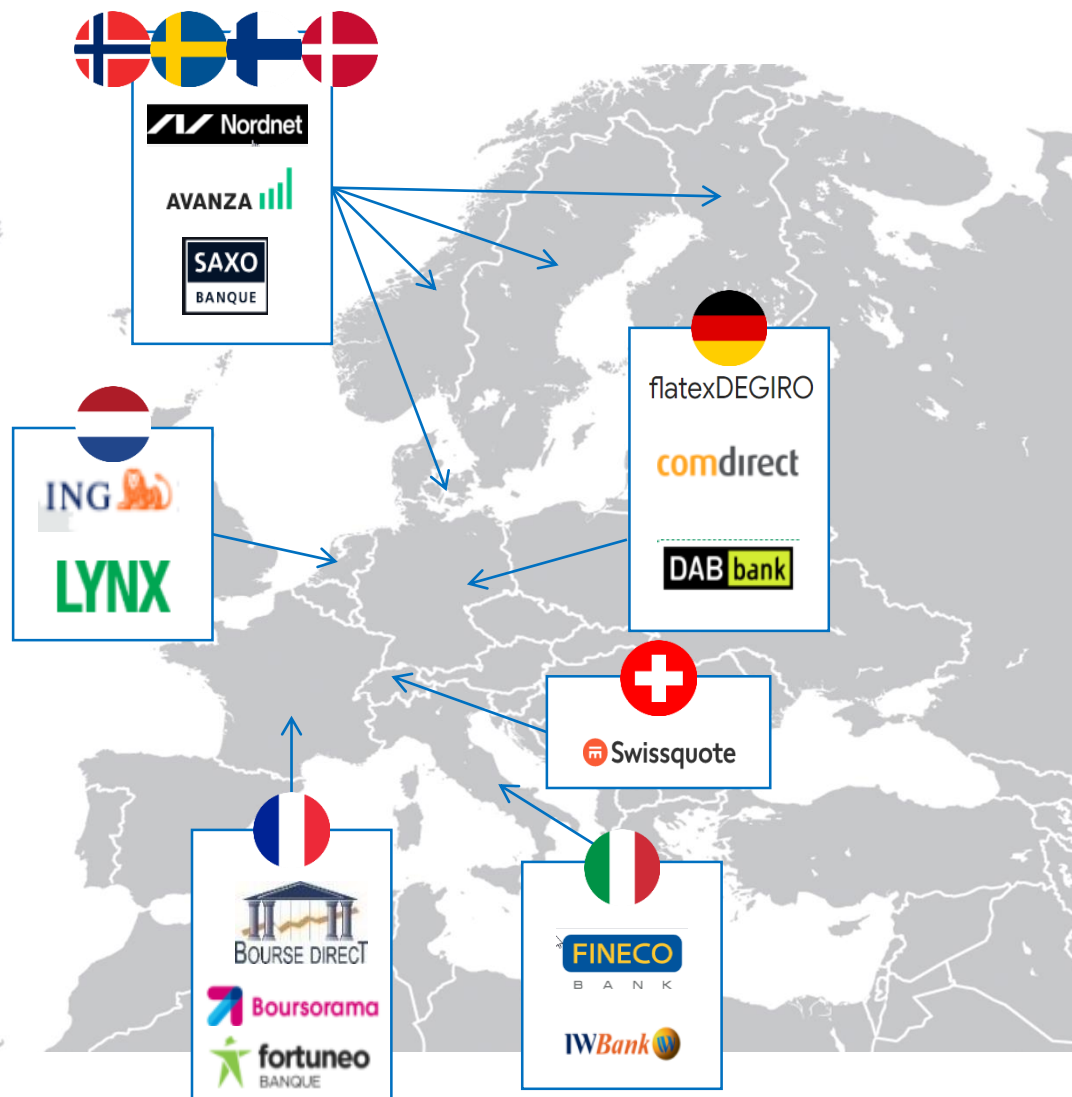 Nordnet
AVANZA
SAXO
BANQUE
flatexDEGIRO
comdirect
DAB bank
ING
LYNX
Swissquote
BOURSE DIRECT
Boursorama
fortuneo
BANQUE
FINECO
BANK
IWBank